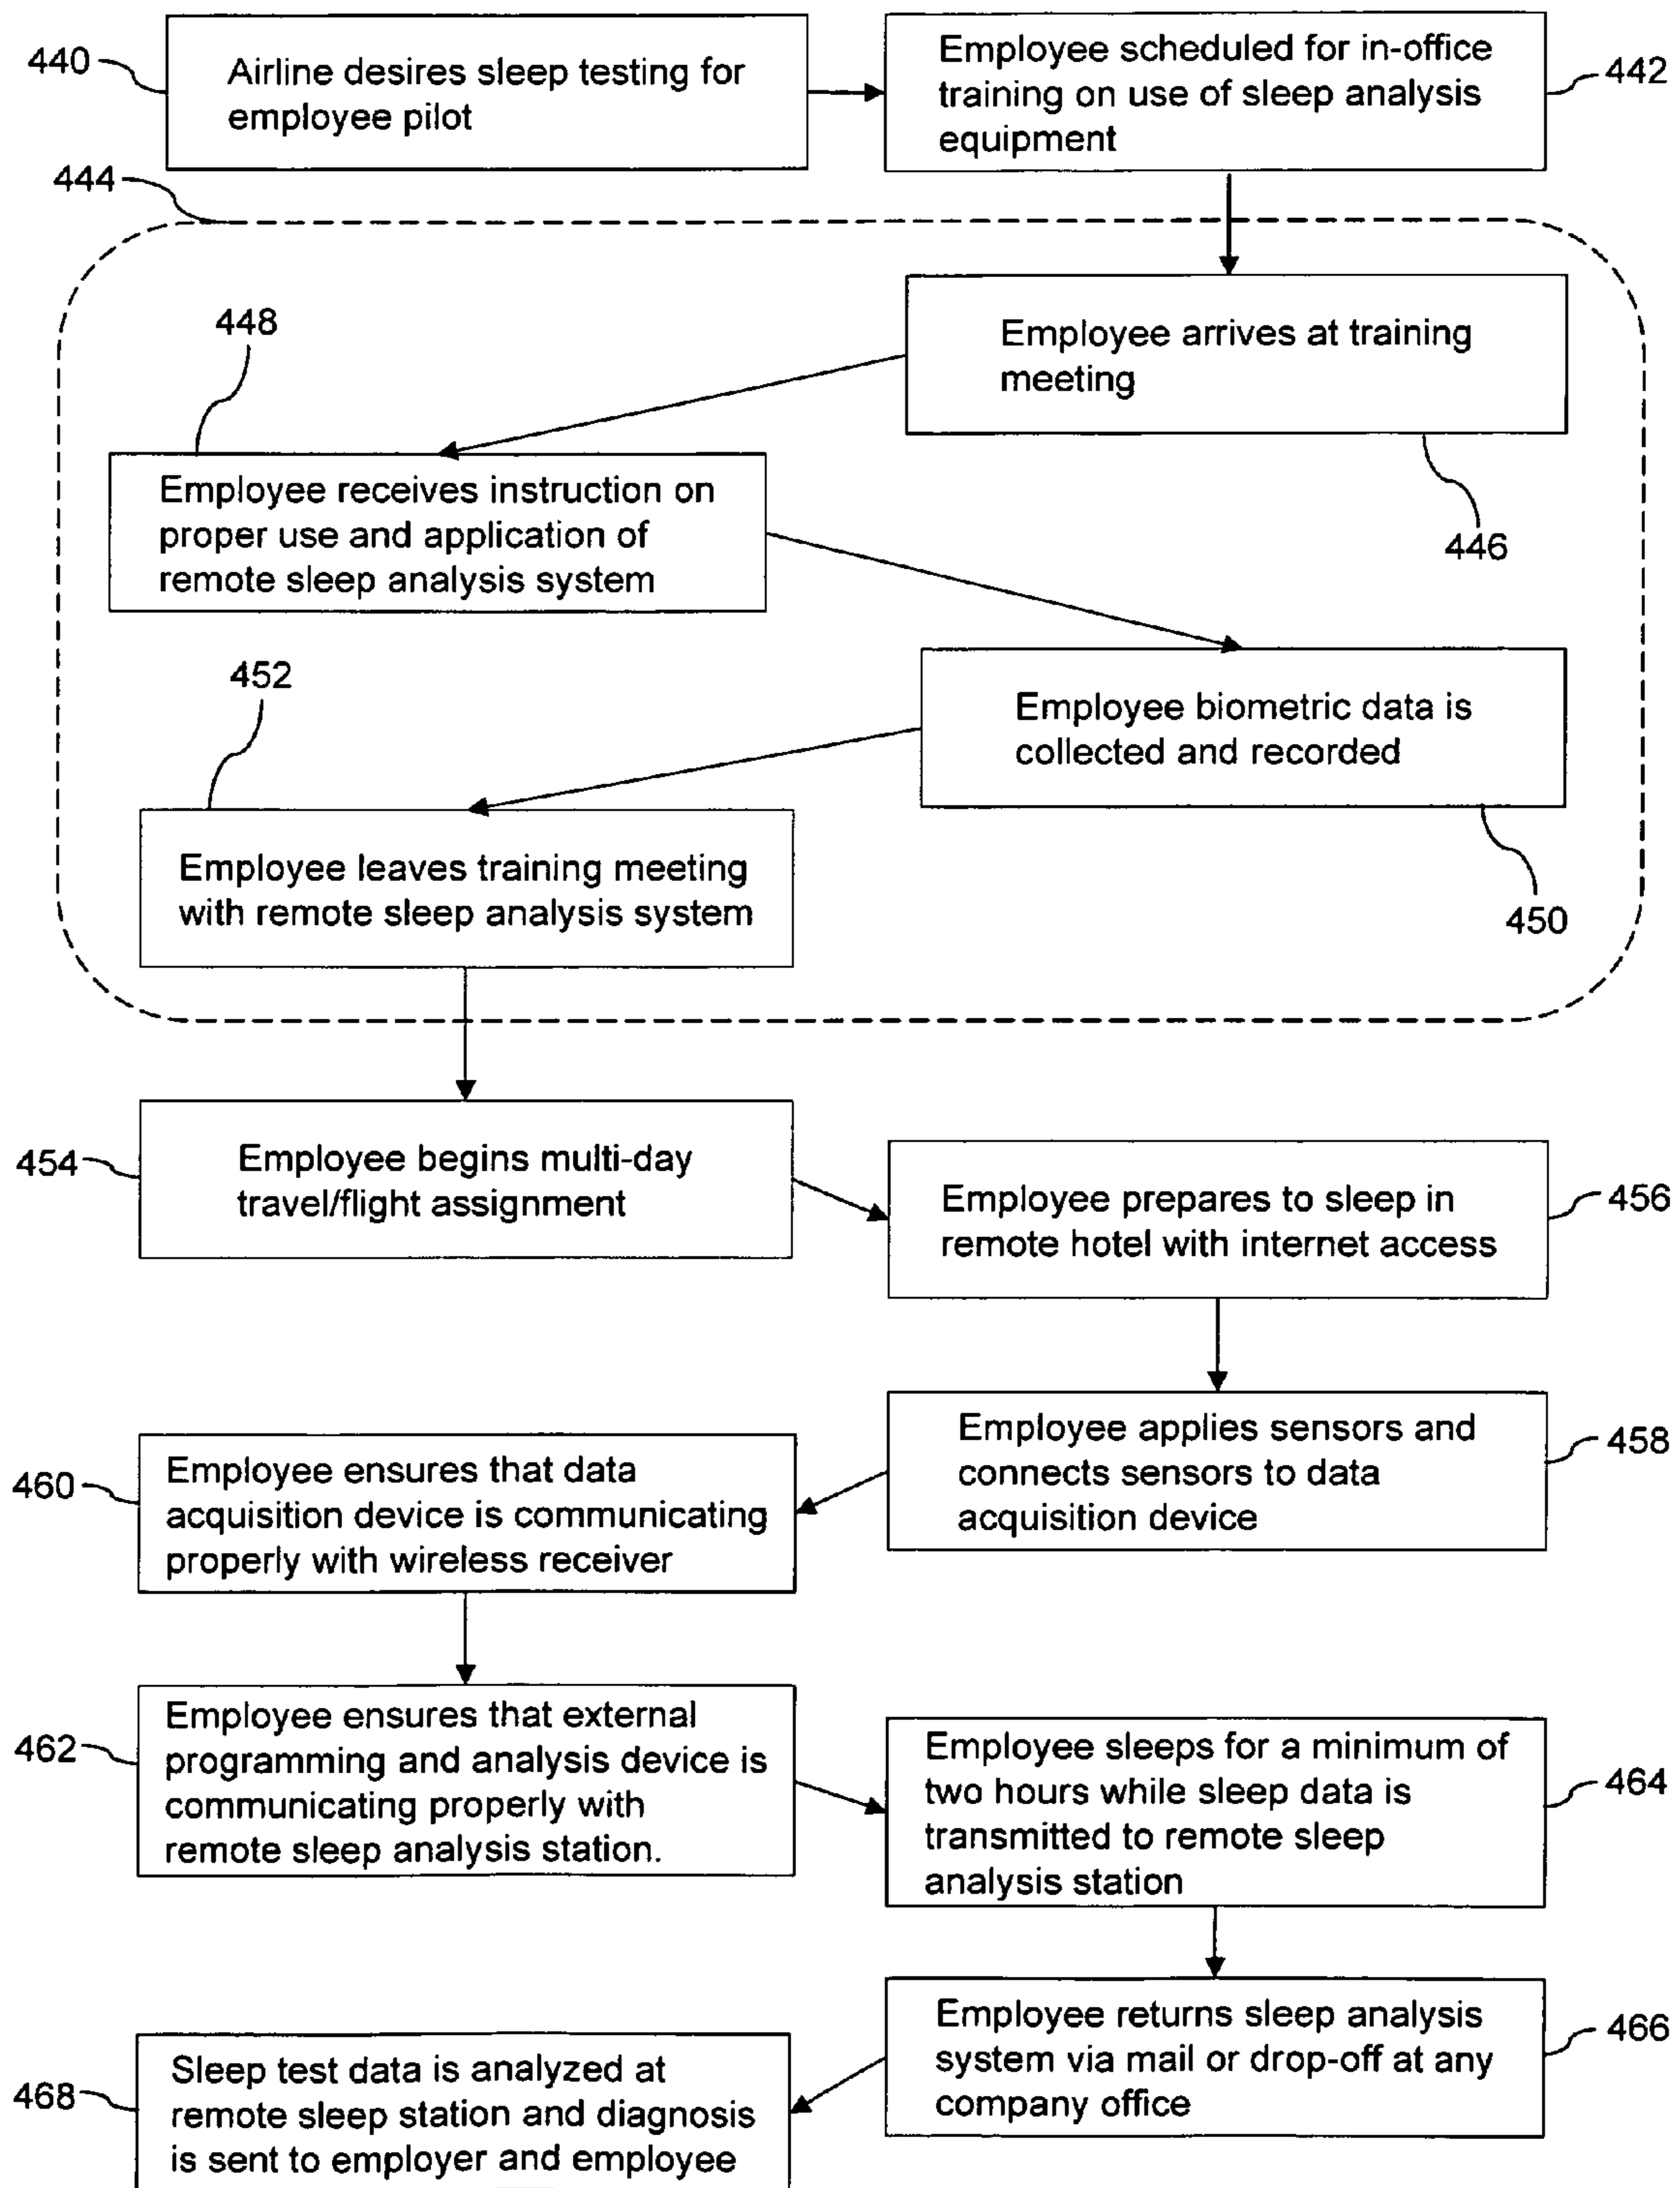 440
Airline desires sleep testing for
employee pilot
Employee scheduled for in-office
training on use of sleep analysis
equipment
442
444
Employee arrives at training
meeting
446
448
Employee receives instruction on
proper use and application of
remote sleep analysis system
Employee biometric data is
collected and recorded
450
452
Employee leaves training meeting
with remote sleep analysis system
454
Employee begins multi-day
travel/flight assignment
Employee prepares to sleep in
remote hotel with internet access
456
Employee applies sensors and
connects sensors to data
acquisition device
458
460
Employee ensures that data
acquisition device is communicating
properly with wireless receiver
462
Employee ensures that external
programming and analysis device is
communicating properly with
remote sleep analysis station.
Employee sleeps for a minimum of
two hours while sleep data is
transmitted to remote sleep
analysis station
464
Employee returns sleep analysis
system via mail or drop-off at any
company office
466
468
Sleep test data is analyzed at
remote sleep station and diagnosis
is sent to employer and employee